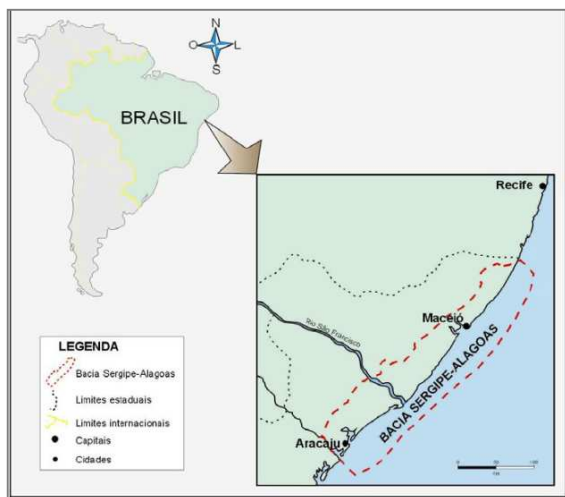 N
O L
S
BRASIL
Recife
Rio São Francisco
Maceió
BACIA SERGIPE-ALAGOAS
Aracaju
LEGENDA
Bacia Sergipe-Alagoas
Limites estaduais
Limites internacionais
Capitais
Cidades